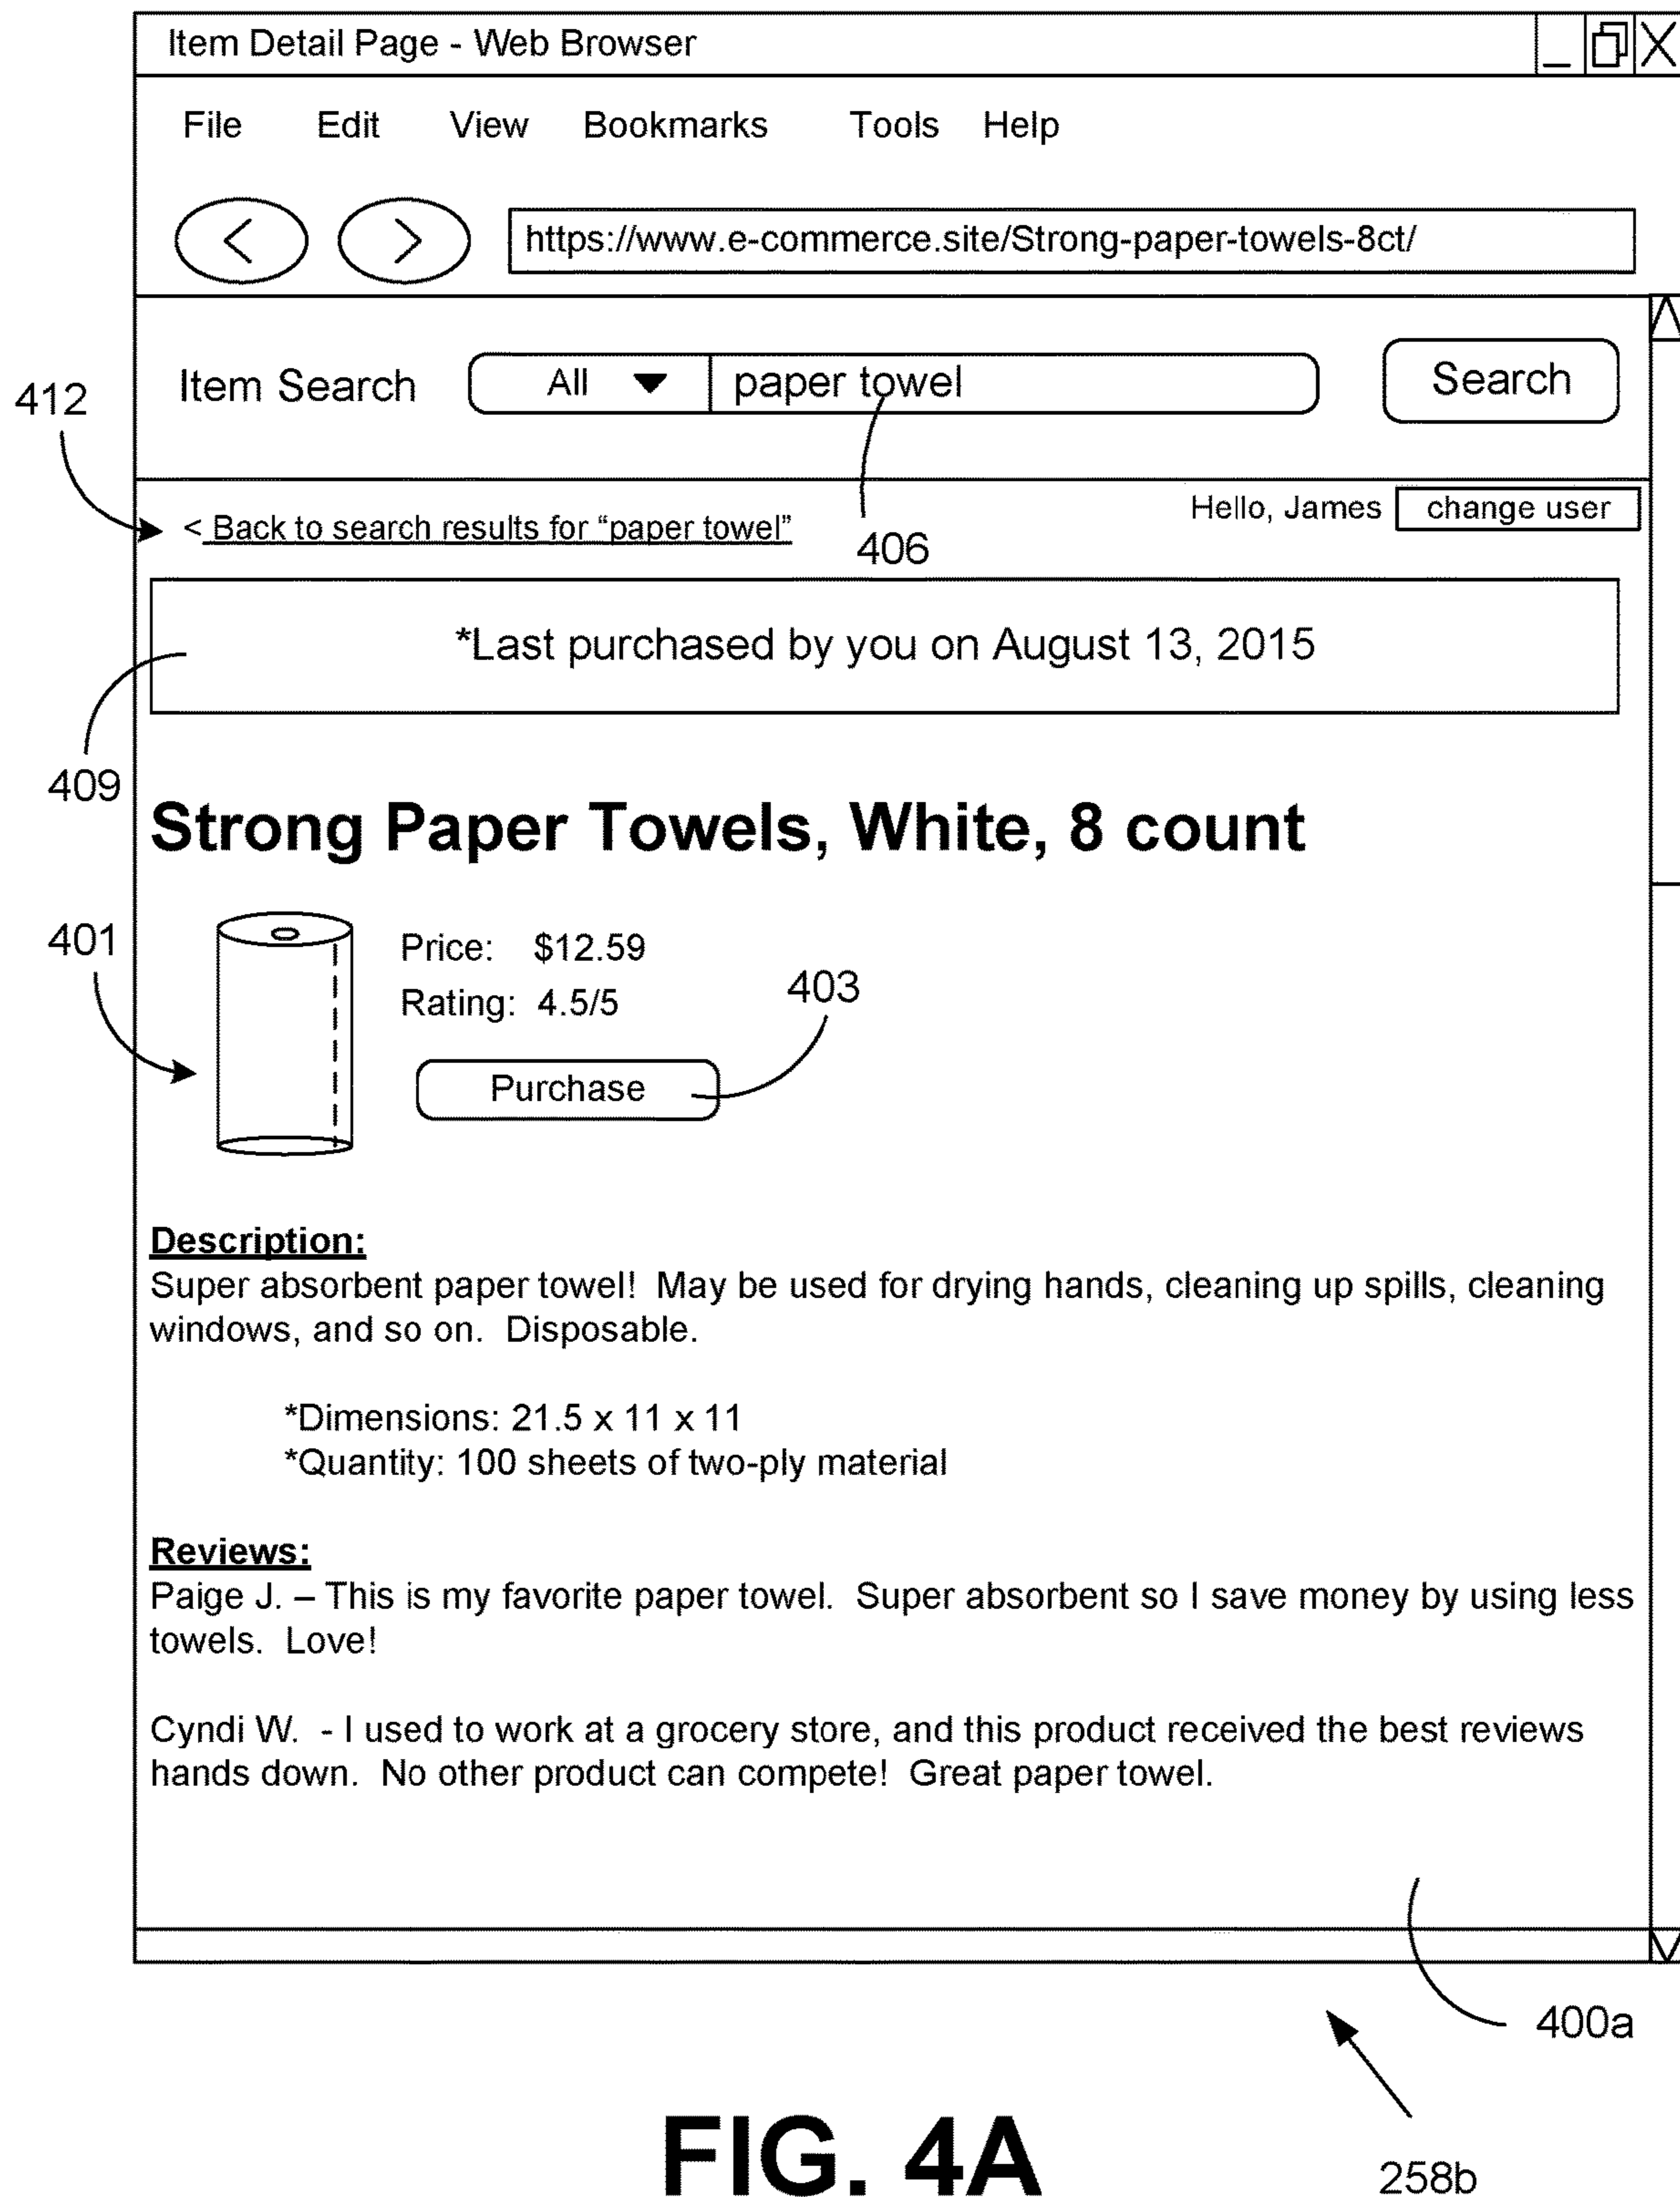 Item Detail Page - Web Browser
File Edit View Bookmarks Tools Help
< > https://www.e-commerce.site/Strong-paper-towels-8ct/
Item Search All paper towel Search
412
Hello, James change user
< Back to search results for “paper towel”
406
*Last purchased by you on August 13, 2015
409
Strong Paper Towels, White, 8 count
401
Price: $12.59
403
Rating: 4.5/5
Purchase
Description:
Super absorbent paper towel! May be used for drying hands, cleaning up spills, cleaning
windows, and so on. Disposable.
*Dimensions: 21.5 x 11 x 11
*Quantity: 100 sheets of two-ply material
Reviews:
Paige J. – This is my favorite paper towel. Super absorbent so I save money by using less
towels. Love!
Cyndi W. - I used to work at a grocery store, and this product received the best reviews
hands down. No other product can compete! Great paper towel.
400a
FIG. 4A
258b